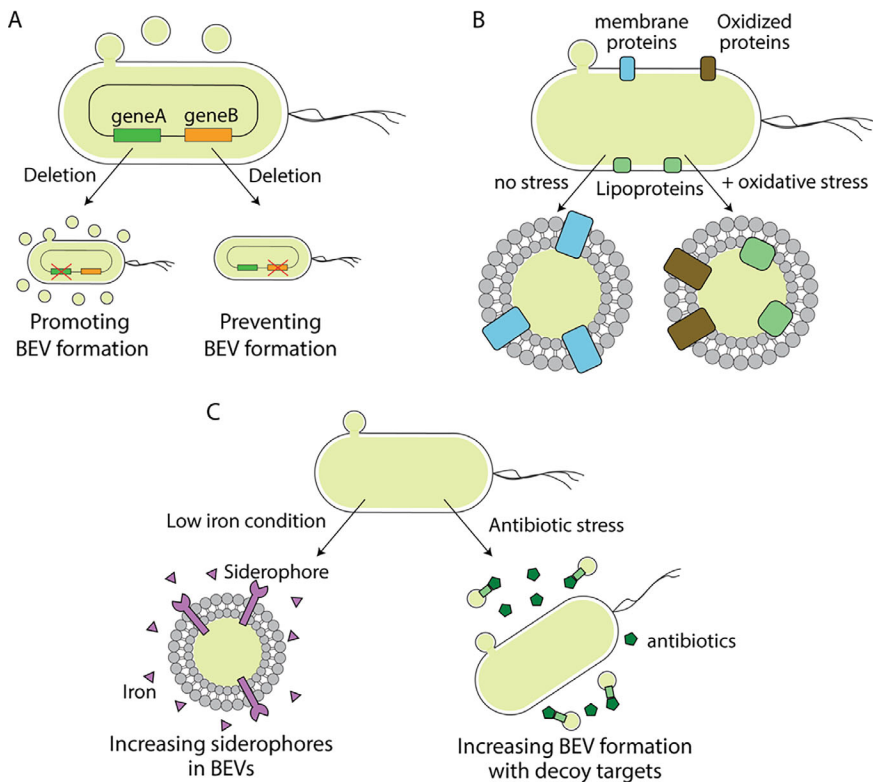 A
geneA
geneB
Deletion
Deletion
Promoting
BEV formation
Preventing
BEV formation
B
membrane
proteins
Oxidized
proteins
no stress
Lipoproteins
+ oxidative stress
C
Low iron condition
Antibiotic stress
Siderophore
Iron
antibiotics
Increasing siderophores
in BEVs
Increasing BEV formation
with decoy targets